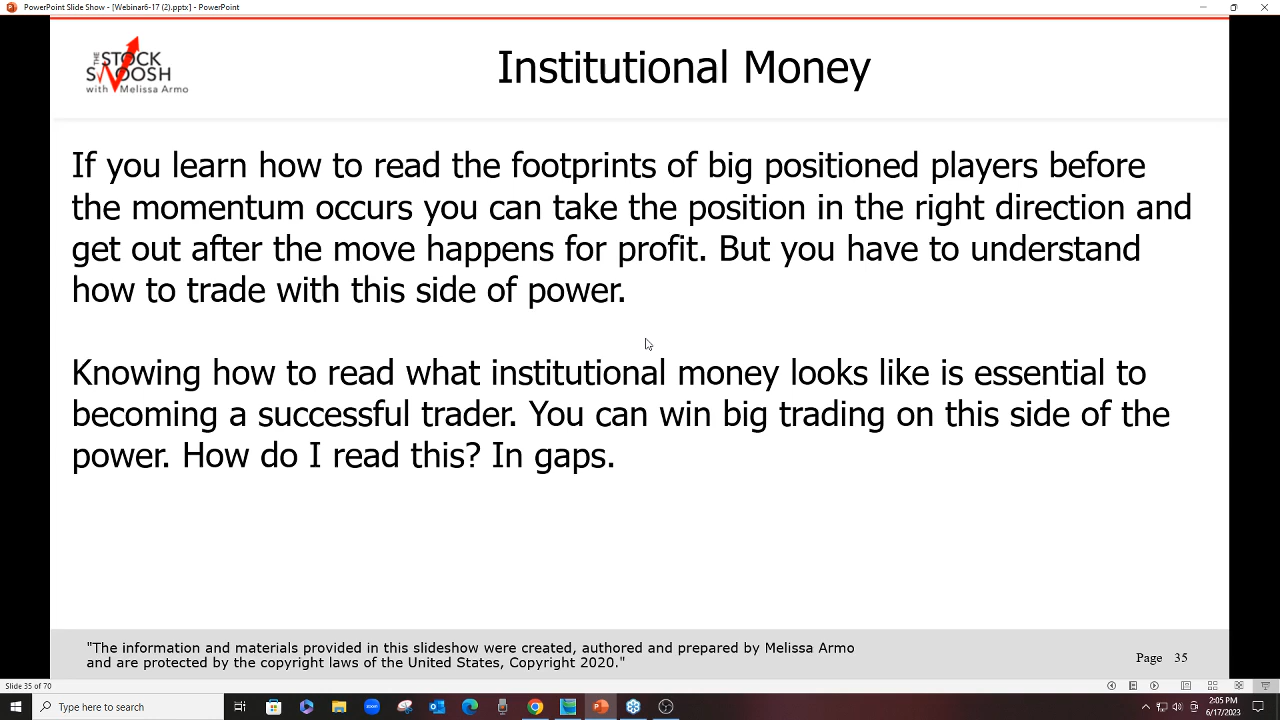 PowerPoint Slide Show - [Webinar6-17 (2).pptx] - PowerPoint
THE
STOCK
SWOOSH
with Melissa Armo
Institutional Money
If you learn how to read the footprints of big positioned players before
the momentum occurs you can take the position in the right direction and
get out after the move happens for profit. But you have to understand
how to trade with this side of power.
Knowing how to read what institutional money looks like is essential to
becoming a successful trader. You can win big trading on this side of the
power. How do I read this? In gaps.
"The information and materials provided in this slideshow were created, authored and prepared by Melissa Armo
and are protected by the copyright laws of the United States, Copyright 2020."
Page 35
Slide 35 of 70
Type here to search
2:05 PM
6/17/2023